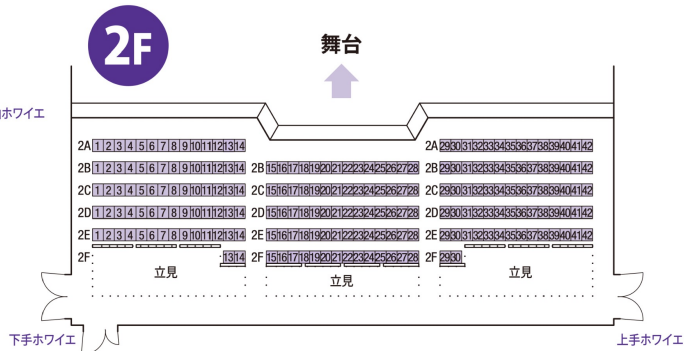 2F
舞台
ホワイエ
2A 1 2 3 4 5 6 7 8 9 10 11 12 13 14
2A 29 30 31 32 33 34 35 36 37 38 39 40 41 42
2B 1 2 3 4 5 6 7 8 9 10 11 12 13 14
2B 15 16 17 18 19 20 21 22 23 24 25 26 27 28
2B 29 30 31 32 33 34 35 36 37 38 39 40 41 42
2C 1 2 3 4 5 6 7 8 9 10 11 12 13 14
2C 15 16 17 18 19 20 21 22 23 24 25 26 27 28
2C 29 30 31 32 33 34 35 36 37 38 39 40 41 42
2D 1 2 3 4 5 6 7 8 9 10 11 12 13 14
2D 15 16 17 18 19 20 21 22 23 24 25 26 27 28
2D 29 30 31 32 33 34 35 36 37 38 39 40 41 42
2E 1 2 3 4 5 6 7 8 9 10 11 12 13 14
2E 15 16 17 18 19 20 21 22 23 24 25 26 27 28
2E 29 30 31 32 33 34 35 36 37 38 39 40 41 42
2F 13 14
2F 15 16 17 18 19 20 21 22 23 24 25 26 27 28
2F 29 30
立見
立見
立見
下手ホワイエ
上手ホワイエ